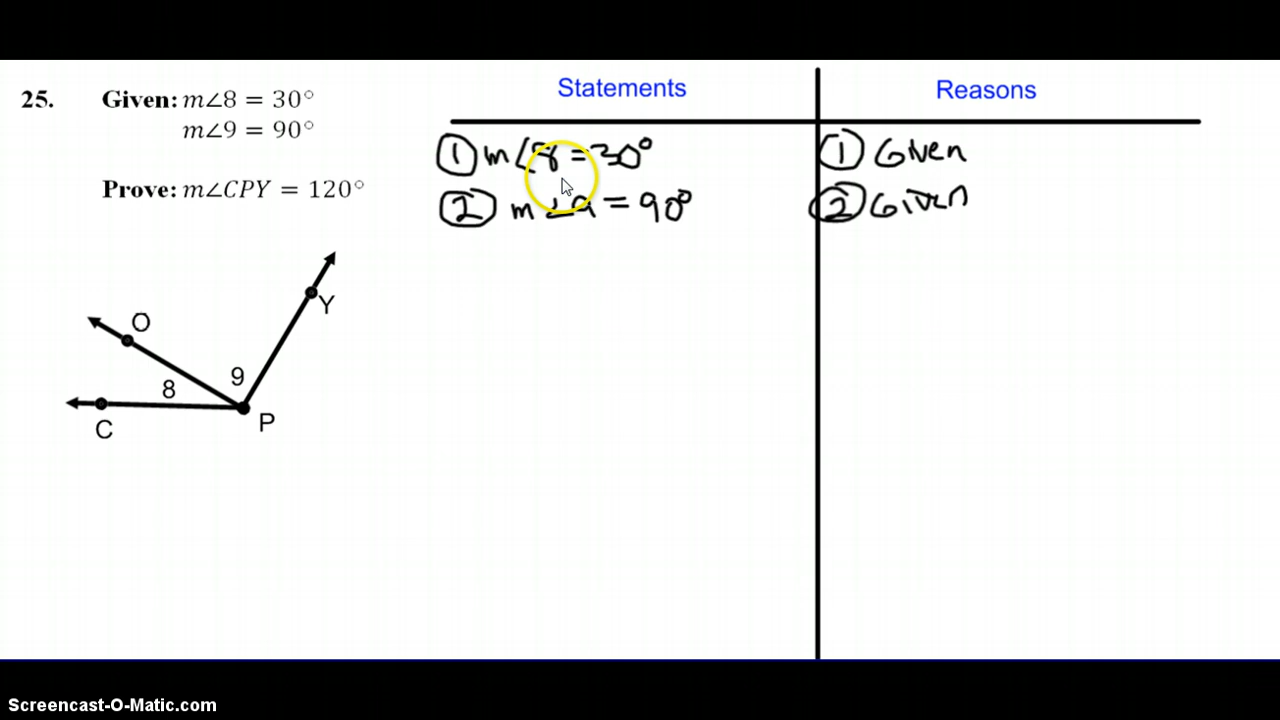 25. Given: m∠8 = 30°
m∠9 = 90°
Prove: m∠CPY = 120°
O
Y
8
9
C
P
Statements
Reasons
① m∠8 = 30°
① Given
② m∠9 = 90°
② Given
Screencast-O-Matic.com